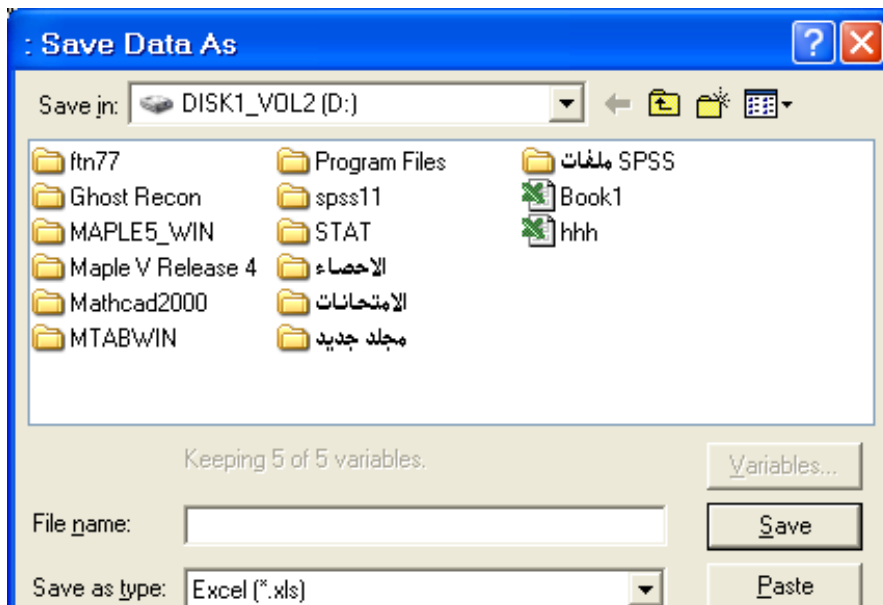 : Save Data As
Save in: DISK1_VOL2 (D:)
ftn77 Program Files ملفات SPSS
Ghost Recon spss11 Book1
MAPLE5_WIN STAT hhh
Maple V Release 4 الاحصاء
Mathcad2000 الامتحانات
MTABWIN مجلد جديد
Keeping 5 of 5 variables. Variables...
File name: Save
Save as type: Excel (*.xls) Paste